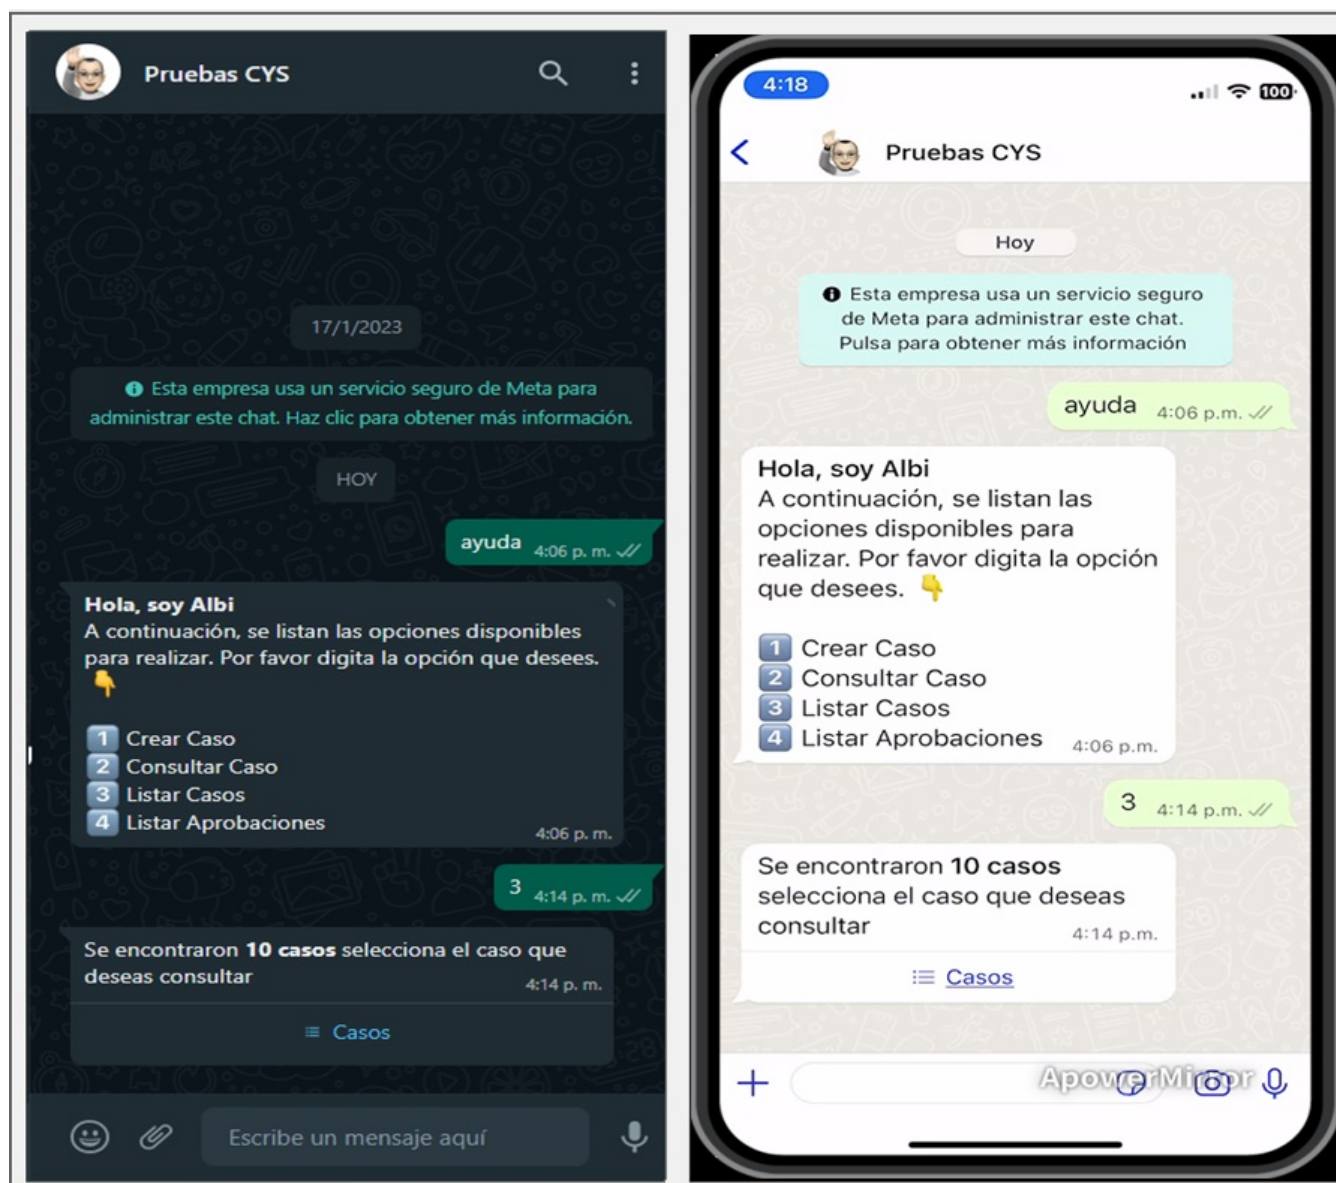 Pruebas CYS
17/1/2023
Esta empresa usa un servicio seguro de Meta para
administrar este chat. Haz clic para obtener más información.
HOY
ayuda 4:06 p. m.
Hola, soy Albi
A continuación, se listan las opciones disponibles
para realizar. Por favor digita la opción que desees.
👇
1 Crear Caso
2 Consultar Caso
3 Listar Casos
4 Listar Aprobaciones
4:06 p. m.
3 4:14 p. m.
Se encontraron 10 casos selecciona el caso que
deseas consultar 4:14 p. m.
Casos
Escribe un mensaje aquí
4:18
100
Pruebas CYS
Hoy
Esta empresa usa un servicio seguro
de Meta para administrar este chat.
Pulsa para obtener más información
ayuda 4:06 p.m.
Hola, soy Albi
A continuación, se listan las
opciones disponibles para
realizar. Por favor digita la opción
que desees. 👇
1 Crear Caso
2 Consultar Caso
3 Listar Casos
4 Listar Aprobaciones 4:06 p.m.
3 4:14 p.m.
Se encontraron 10 casos
selecciona el caso que deseas
consultar 4:14 p.m.
Casos
ApowerMirror